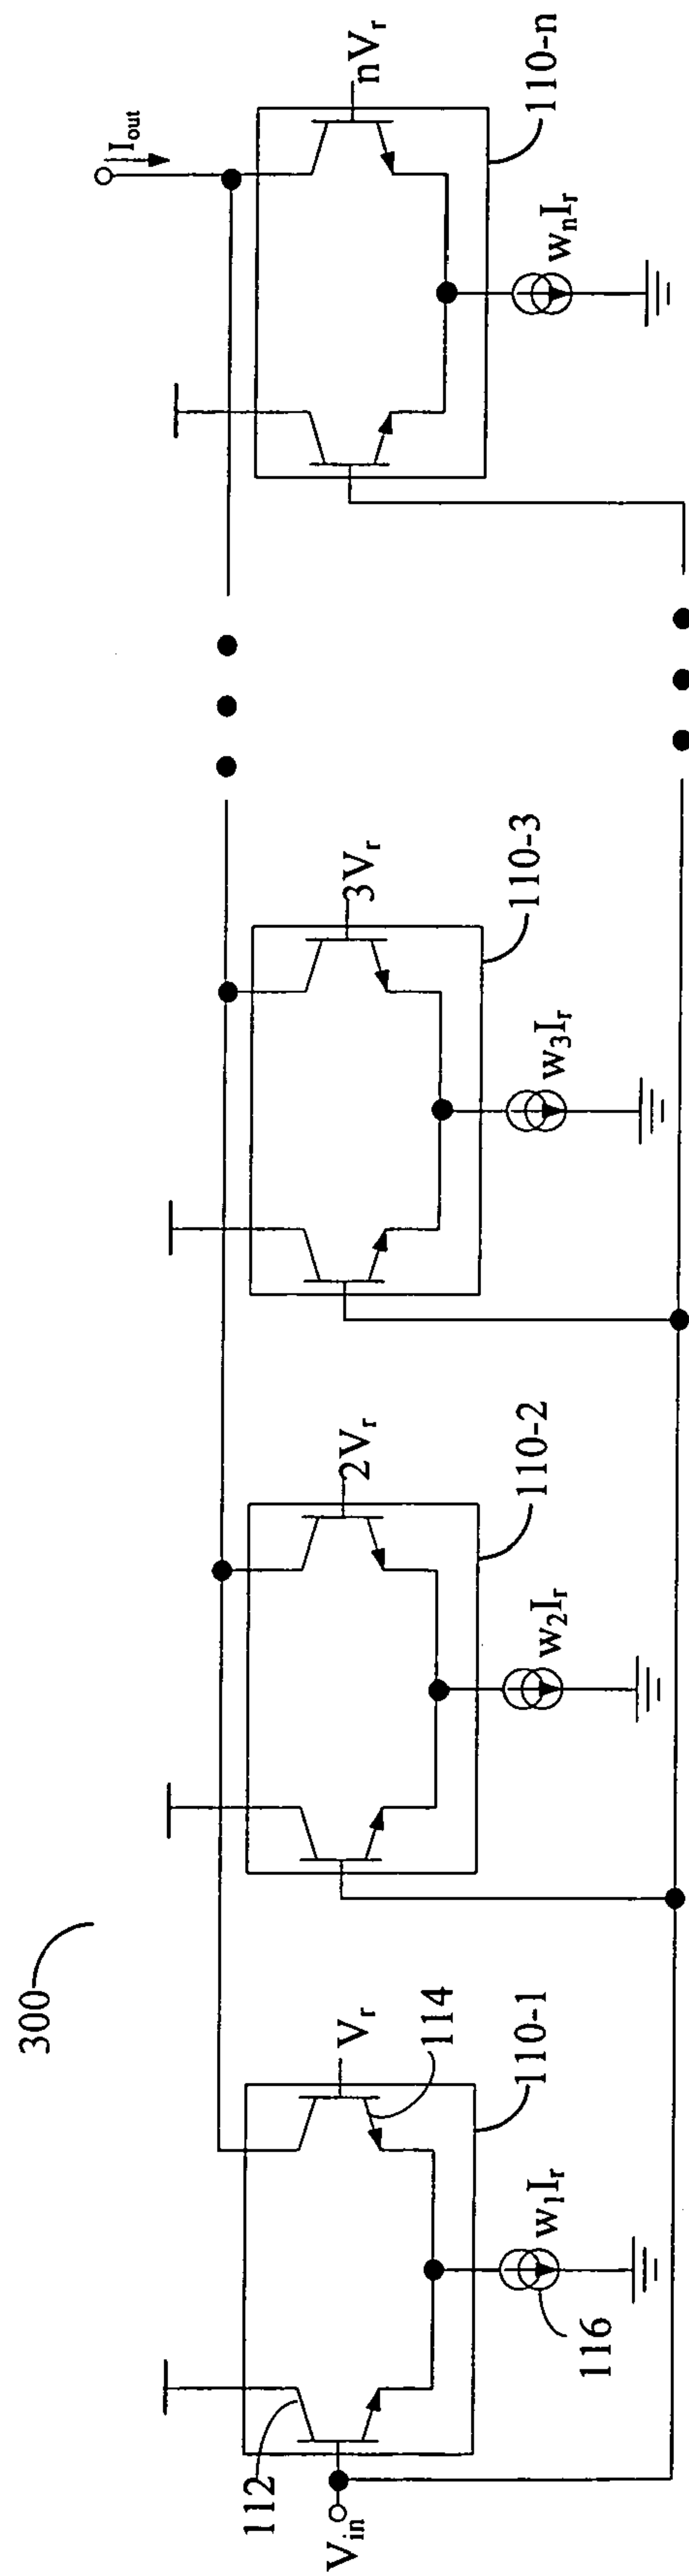 300
I_out
V_in
112
114
V_r
116
w_1I_r
110-1
2V_r
w_2I_r
110-2
3V_r
w_3I_r
110-3
nV_r
w_nI_r
110-n